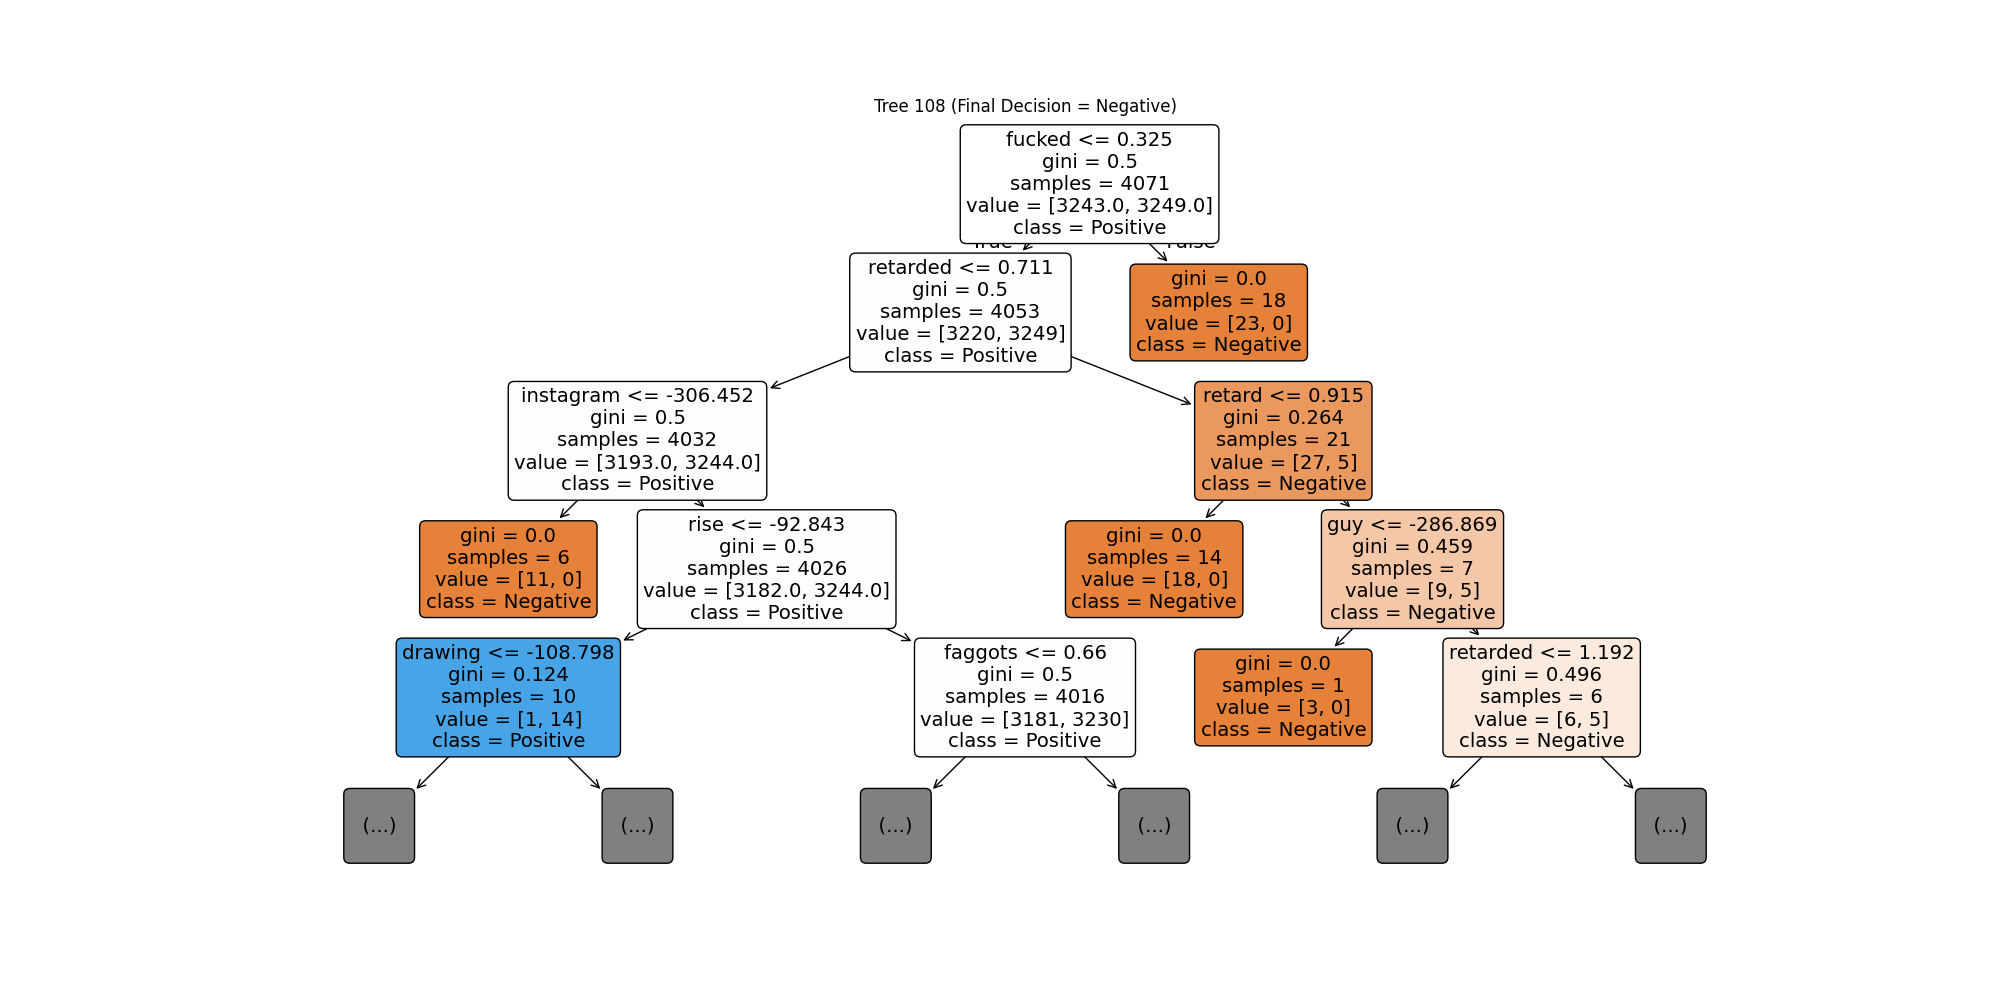 Tree 108 (Final Decision = Negative)
fucked <= 0.325
gini = 0.5
samples = 4071
value = [3243.0, 3249.0]
class = Positive
True
False
retarded <= 0.711
gini = 0.5
samples = 4053
value = [3220, 3249]
class = Positive
gini = 0.0
samples = 18
value = [23, 0]
class = Negative
instagram <= -306.452
gini = 0.5
samples = 4032
value = [3193.0, 3244.0]
class = Positive
retard <= 0.915
gini = 0.264
samples = 21
value = [27, 5]
class = Negative
gini = 0.0
samples = 6
value = [11, 0]
class = Negative
rise <= -92.843
gini = 0.5
samples = 4026
value = [3182.0, 3244.0]
class = Positive
gini = 0.0
samples = 14
value = [18, 0]
class = Negative
guy <= -286.869
gini = 0.459
samples = 7
value = [9, 5]
class = Negative
drawing <= -108.798
gini = 0.124
samples = 10
value = [1, 14]
class = Positive
faggots <= 0.66
gini = 0.5
samples = 4016
value = [3181, 3230]
class = Positive
gini = 0.0
samples = 1
value = [3, 0]
class = Negative
retarded <= 1.192
gini = 0.496
samples = 6
value = [6, 5]
class = Negative
(...)
(...)
(...)
(...)
(...)
(...)